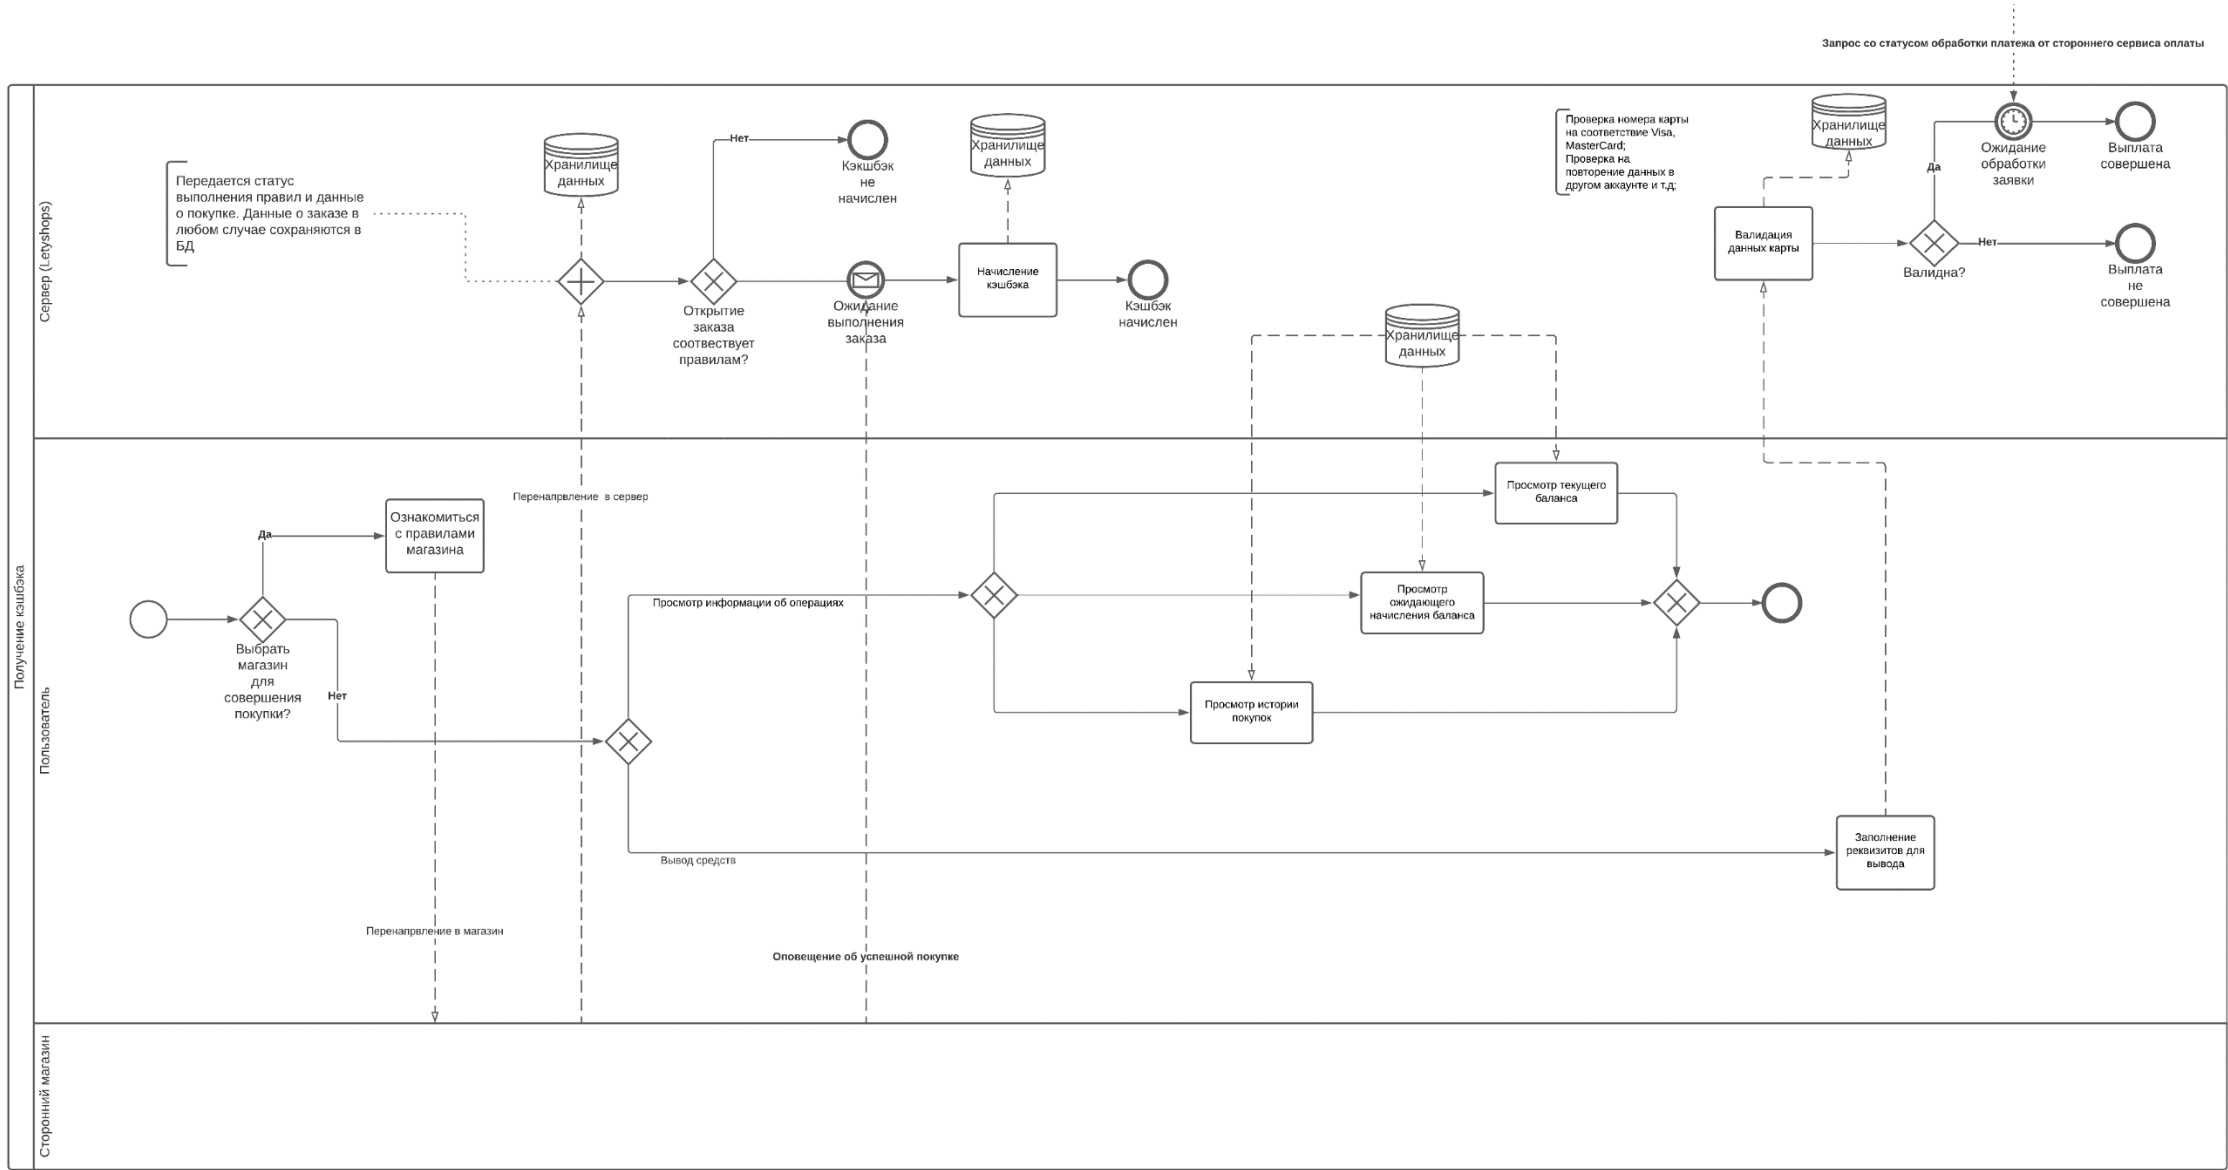 Запрос со статусом обработки платежа от стороннего сервиса оплаты
Получение кэшбэка
Сервер (Letyshops)
Передается статус
выполнения правил и данные
о покупке. Данные о заказе в
любом случае сохраняются в
БД
Хранилище
данных
Нет
Кэкшбэк
не
начислен
Хранилище
данных
Открытие
заказа
соотвествует
правилам?
Ожидание
выполнения
заказа
Начисление
кэшбэка
Кэшбэк
начислен
Хранилище
данных
Проверка номера карты
на соответствие Visa,
MasterCard;
Проверка на
повторение данных в
другом аккаунте и т.д;
Хранилище
данных
Валидация
данных карты
Да
Валидна?
Нет
Ожидание
обработки
заявки
Выплата
совершена
Выплата
не
совершена
Пользователь
Выбрать
магазин
для
совершения
покупки?
Да
Нет
Ознакомиться
с правилами
магазина
Перенапрвление в сервер
Перенапрвление в магазин
Просмотр информации об операциях
Вывод средств
Оповещение об успешной покупке
Просмотр текущего
баланса
Просмотр
ожидающего
начисления баланса
Просмотр истории
покупок
Заполнение
реквизитов для
вывода
Сторонний магазин